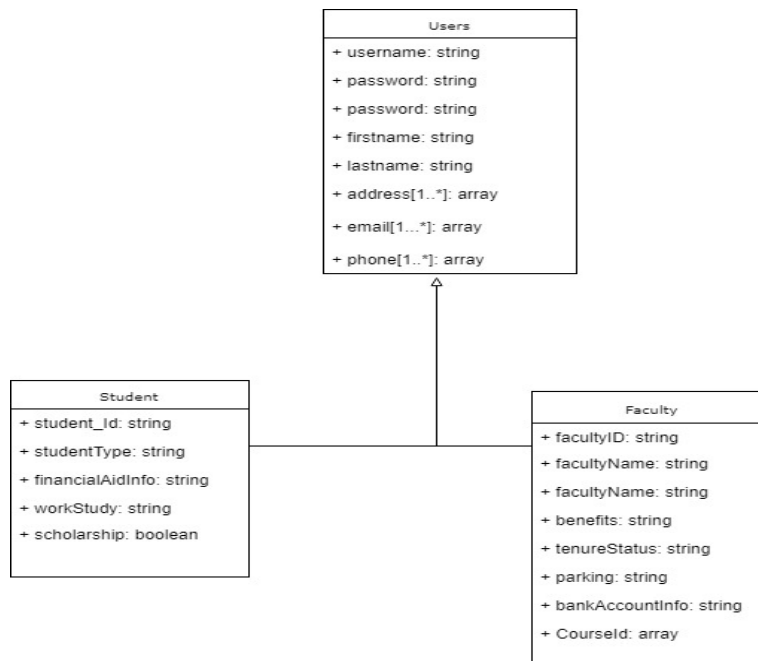 Users
+ username: string
+ password: string
+ password: string
+ firstname: string
+ lastname: string
+ address[1..*]: array
+ email[1...*]: array
+ phone[1..*]: array
Student
+ student_Id: string
+ studentType: string
+ financialAidInfo: string
+ workStudy: string
+ scholarship: boolean
Faculty
+ facultyID: string
+ facultyName: string
+ facultyName: string
+ benefits: string
+ tenureStatus: string
+ parking: string
+ bankAccountInfo: string
+ CourseId: array